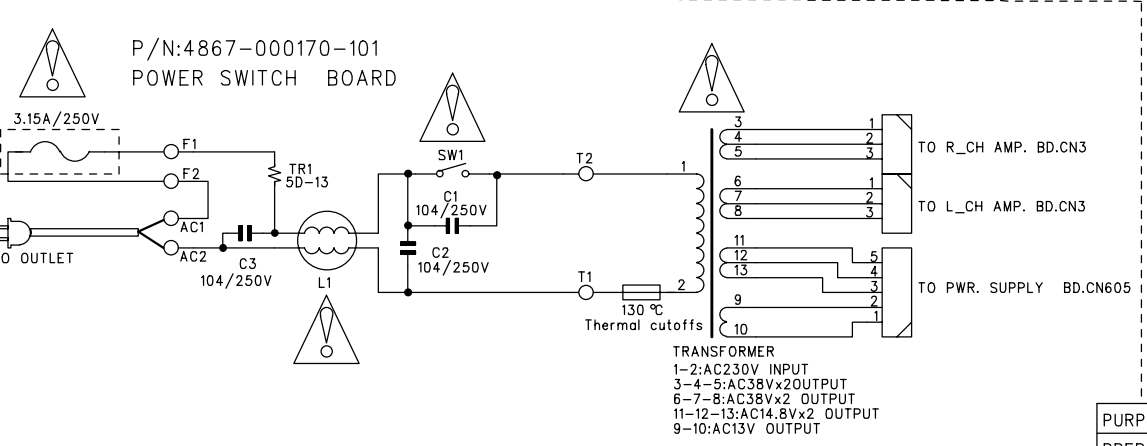 P/N:4867-000170-101
POWER SWITCH BOARD
3.15A/250V
F1
F2
TR1
5D-13
AC1
AC2
O OUTLET
C3
104/250V
L1
SW1
C1
104/250V
C2
104/250V
T2
T1
130 °C
Thermal cutoffs
1
2
3
4
5
6
7
8
11
12
13
9
10
1
2
3
TO R_CH AMP. BD.CN3
1
2
3
TO L_CH AMP. BD.CN3
5
4
3
2
1
TO PWR. SUPPLY BD.CN605
TRANSFORMER
1-2:AC230V INPUT
3-4-5:AC38Vx2OUTPUT
6-7-8:AC38Vx2 OUTPUT
11-12-13:AC14.8Vx2 OUTPUT
9-10:AC13V OUTPUT
PURP